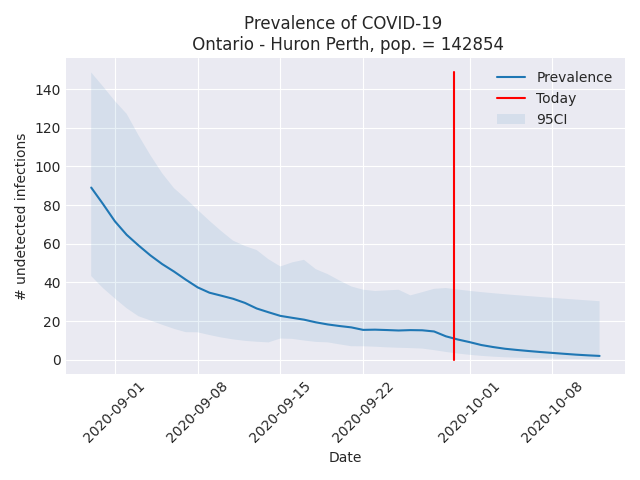 Prevalence of COVID-19
Ontario - Huron Perth, pop. = 142854
Prevalence
Today
95CI
# undetected infections
140
120
100
80
60
40
20
0
2020-09-01
2020-09-08
2020-09-15
2020-09-22
2020-10-01
2020-10-08
Date